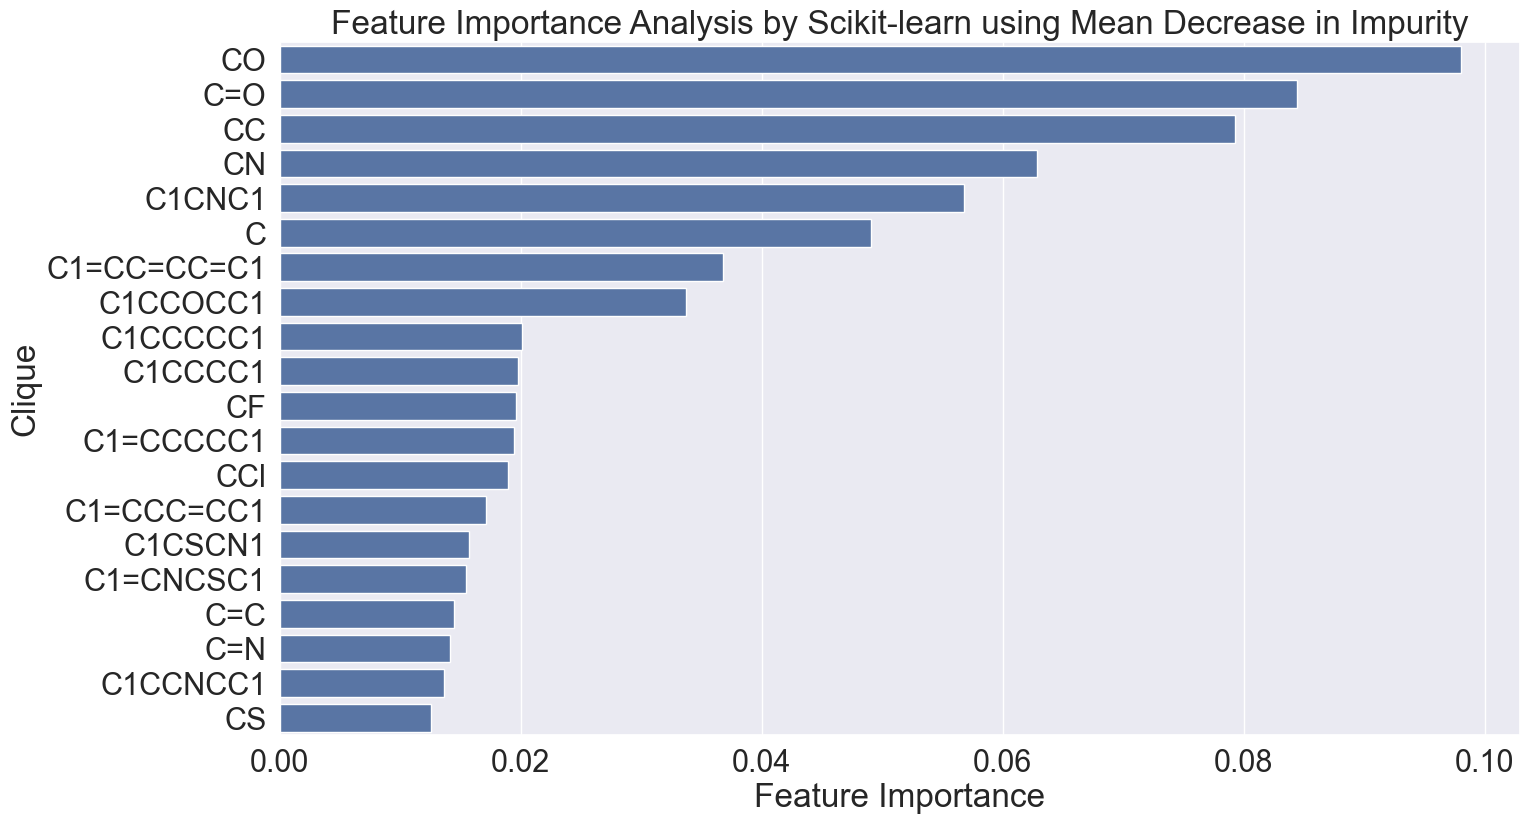 Feature Importance Analysis by Scikit-learn using Mean Decrease in Impurity
Clique
CO
C=O
CC
CN
C1CNC1
C
C1=CC=CC=C1
C1CCOCC1
C1CCCCC1
C1CCCC1
CF
C1=CCCCC1
CCl
C1=CCC=CC1
C1CSCN1
C1=CNCSC1
C=C
C=N
C1CCNCC1
CS
0.00 0.02 0.04 0.06 0.08 0.10
Feature Importance